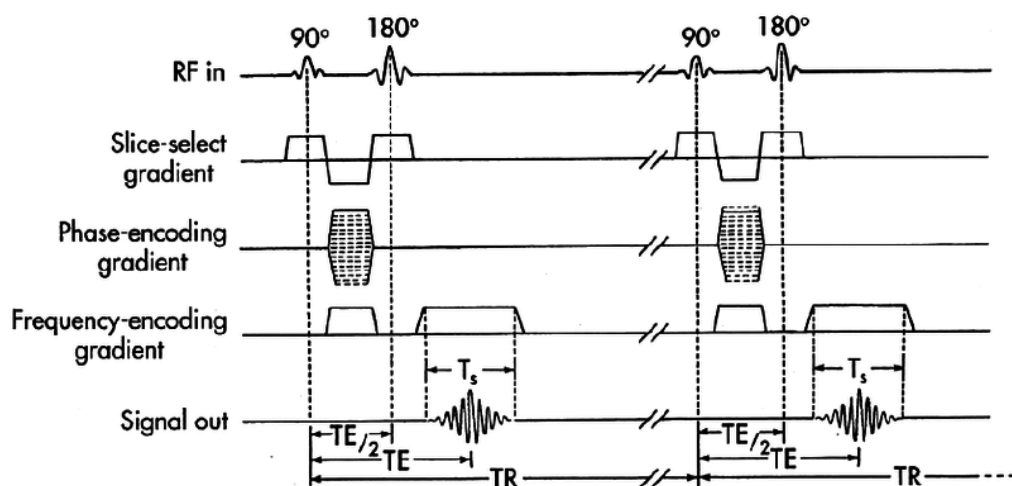 90° 180° 90° 180°
RF in
Slice-select
gradient
Phase-encoding
gradient
Frequency-encoding
gradient
Ts Ts
Signal out
TE/2 TE/2
TE TE
TR TR